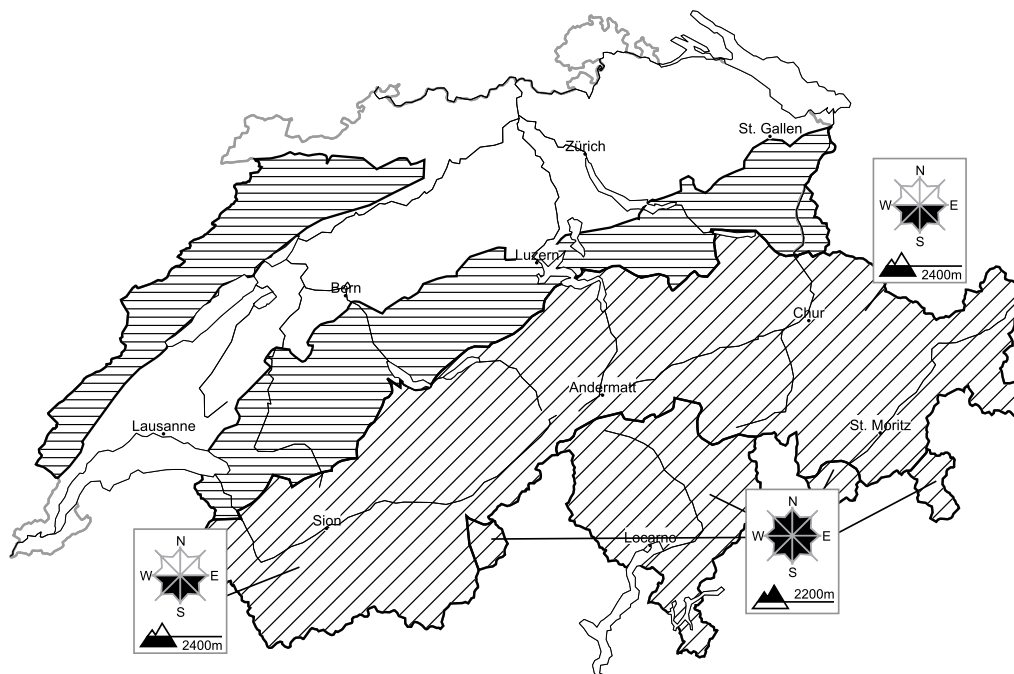 St. Gallen
Zürich
N
W E
S
2400m
Luzern
Bern
Chur
Andermatt
Lausanne
St. Moritz
N
W E
S
2200m
Sion
Locarno
N
W E
S
2400m